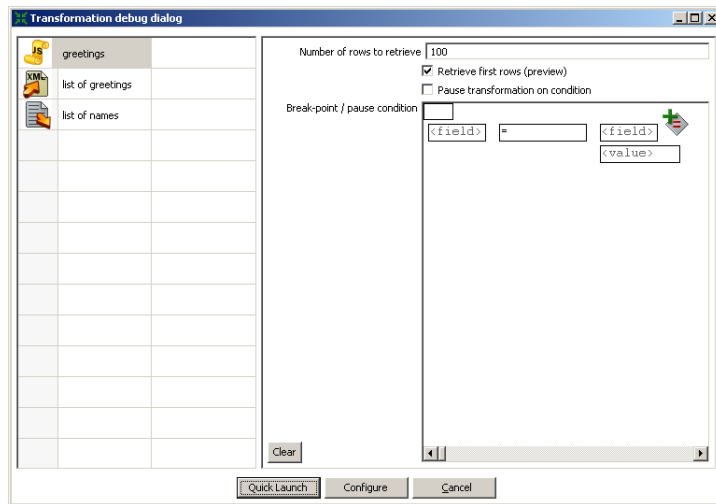 Transformation debug dialog
JS greetings
XML list of greetings
list of names
Number of rows to retrieve 100
Retrieve first rows (preview)
Pause transformation on condition
Break-point / pause condition
<field> = <field>
<value>
Clear
Quick Launch Configure Cancel